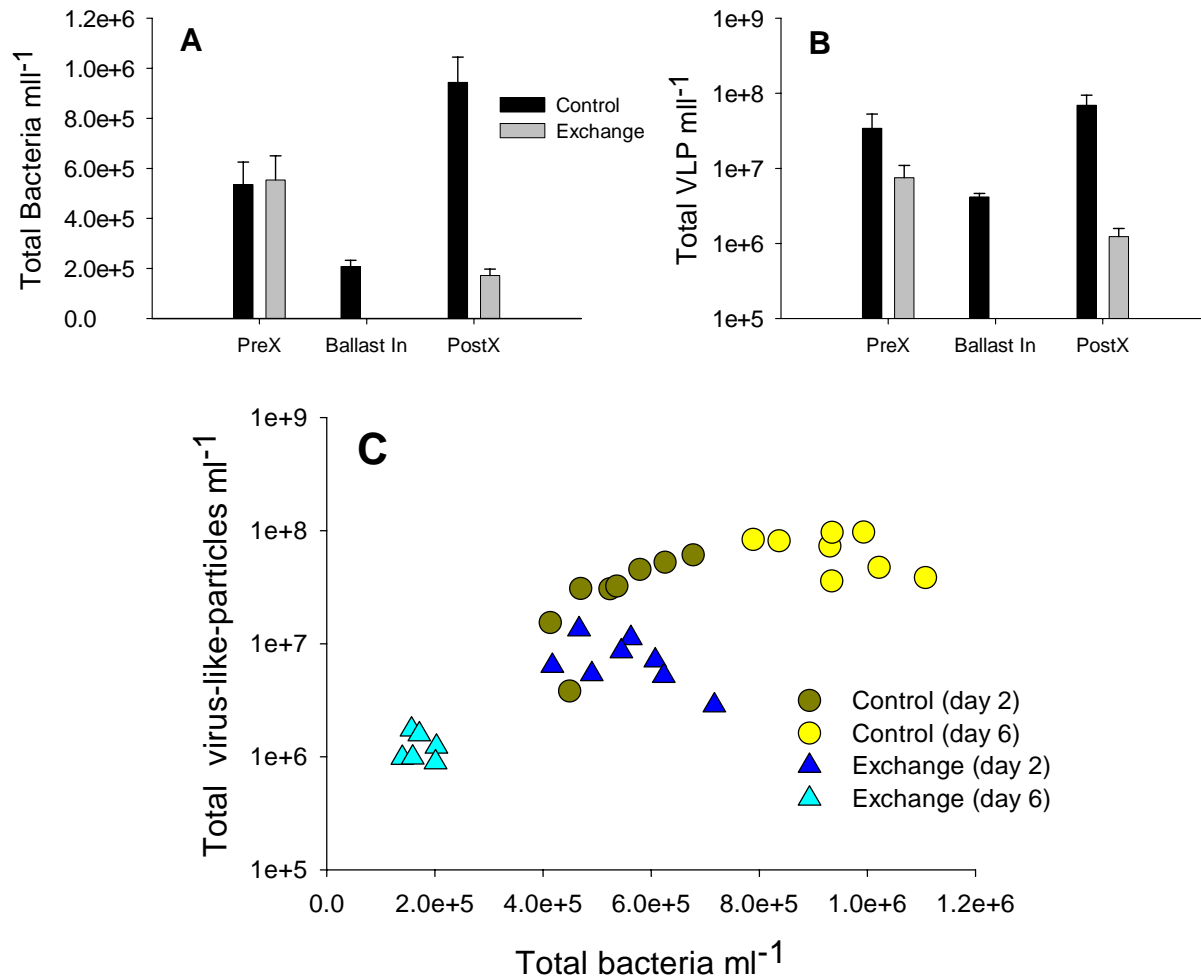 A
Total Bacteria mll-1
1.2e+6
1.0e+6
8.0e+5
6.0e+5
4.0e+5
2.0e+5
0.0
PreX
Ballast In
PostX
Control
Exchange
B
Total VLP mll-1
1e+9
1e+8
1e+7
1e+6
1e+5
PreX
Ballast In
PostX
C
Total virus-like-particles ml-1
1e+9
1e+8
1e+7
1e+6
1e+5
0.0 2.0e+5 4.0e+5 6.0e+5 8.0e+5 1.0e+6 1.2e+6
Total bacteria ml-1
Control (day 2)
Control (day 6)
Exchange (day 2)
Exchange (day 6)